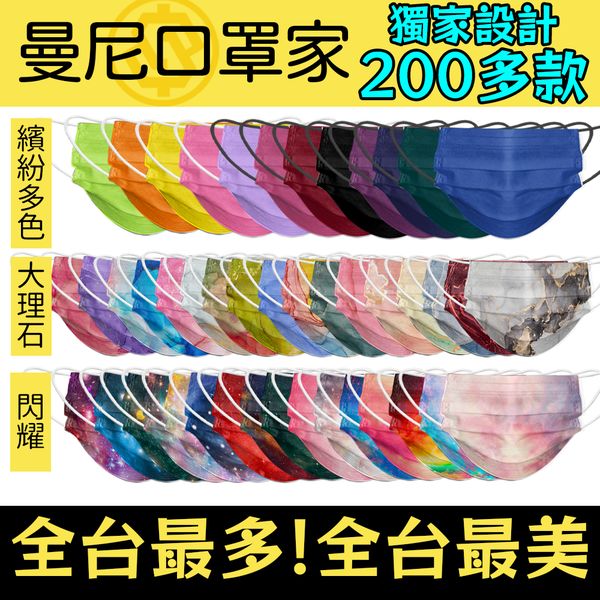 曼尼口罩家
獨家設計
200多款
繽紛多色
大理石
閃耀
全台最多!全台最美